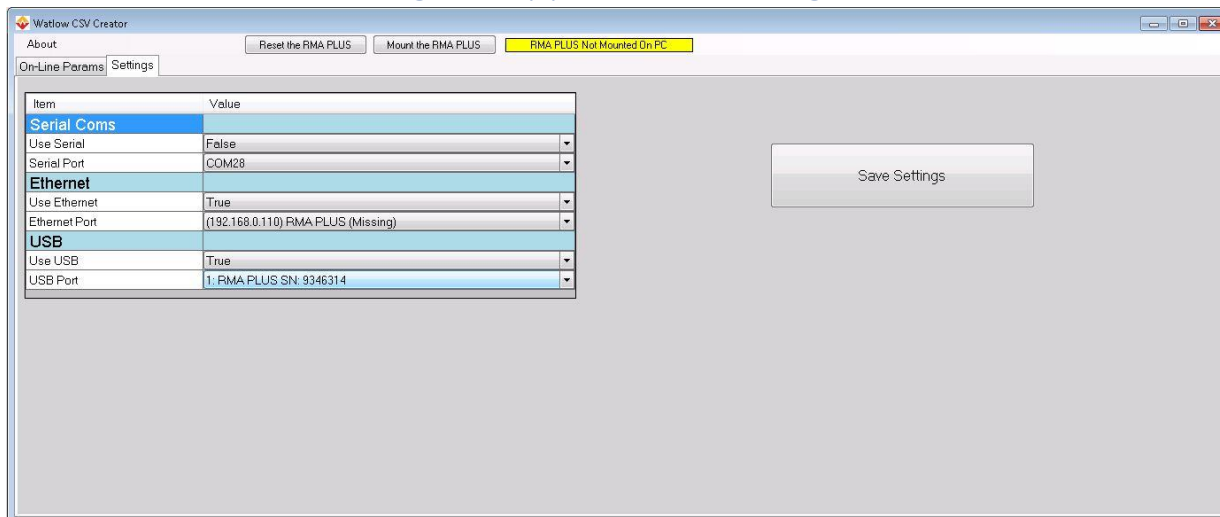 Watlow CSV Creator
About Reset the RMA PLUS Mount the RMA PLUS RMA PLUS Not Mounted On PC
On-Line Params Settings
Item Value
Serial Coms
Use Serial False
Serial Port COM28
Ethernet
Use Ethernet True
Ethernet Port (192.168.0.110) RMA PLUS (Missing)
USB
Use USB True
USB Port 1: RMA PLUS SN: 9346314
Save Settings